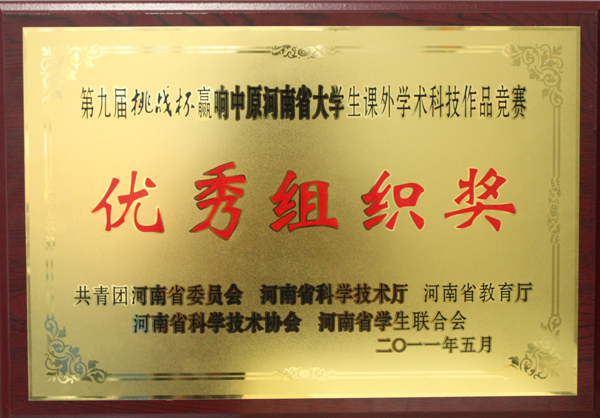 第九届挑战杯赢响中原河南省大学生课外学术科技作品竞赛
优秀组织奖
共青团河南省委员会 河南省科学技术厅 河南省教育厅
河南省科学技术协会 河南省学生联合会
二〇一一年五月